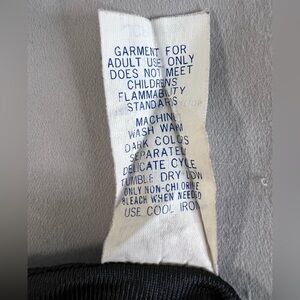 GARMENT FOR
ADULT USE ONLY
DOES NOT MEET
CHILDRENS
FLAMMABILITY
STANDARDS
MACHINE
WASH WARM
DARK COLORS
SEPARATELY
DELICATE CYCLE
TUMBLE DRY LOW
ONLY NON-CHLORINE
BLEACH WHEN NEEDED
USE COOL IRON